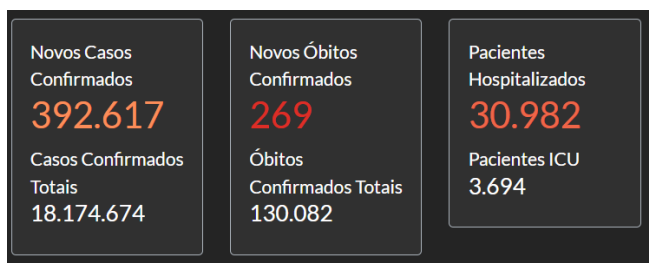 Novos Casos
Confirmados
392.617
Casos Confirmados
Totais
18.174.674
Novos Óbitos
Confirmados
269
Óbitos
Confirmados Totais
130.082
Pacientes
Hospitalizados
30.982
Pacientes ICU
3.694